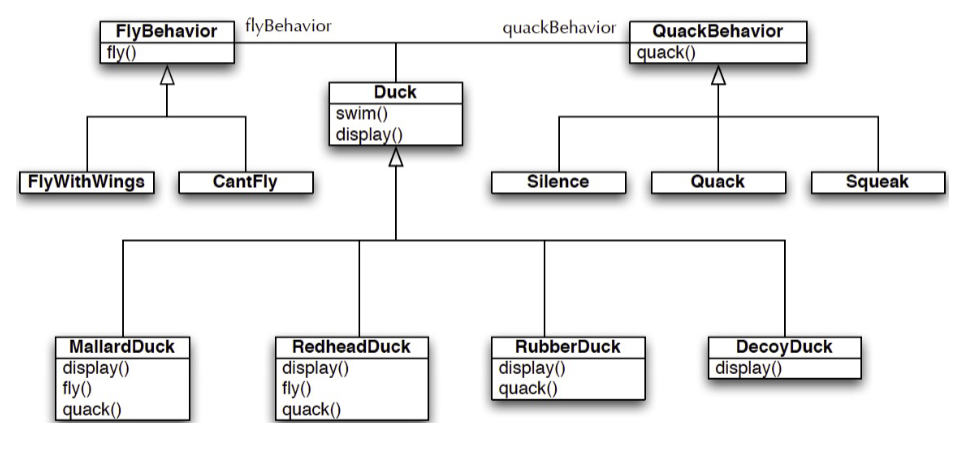 FlyBehavior
fly()
flyBehavior
quackBehavior
QuackBehavior
quack()
Duck
swim()
display()
FlyWithWings
CantFly
Silence
Quack
Squeak
MallardDuck
display()
fly()
quack()
RedheadDuck
display()
fly()
quack()
RubberDuck
display()
quack()
DecoyDuck
display()